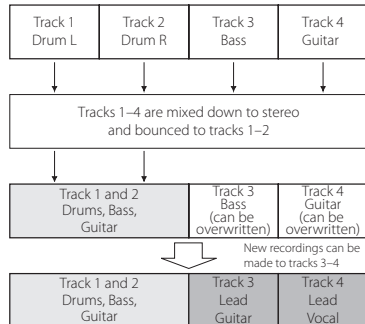 Track 1
Drum L
Track 2
Drum R
Track 3
Bass
Track 4
Guitar
Tracks 1–4 are mixed down to stereo
and bounced to tracks 1–2
Track 1 and 2
Drums, Bass,
Guitar
Track 3
Bass
(can be
overwritten)
Track 4
Guitar
(can be
overwritten)
New recordings can be
made to tracks 3–4
Track 1 and 2
Drums, Bass,
Guitar
Track 3
Lead
Guitar
Track 4
Lead
Vocal